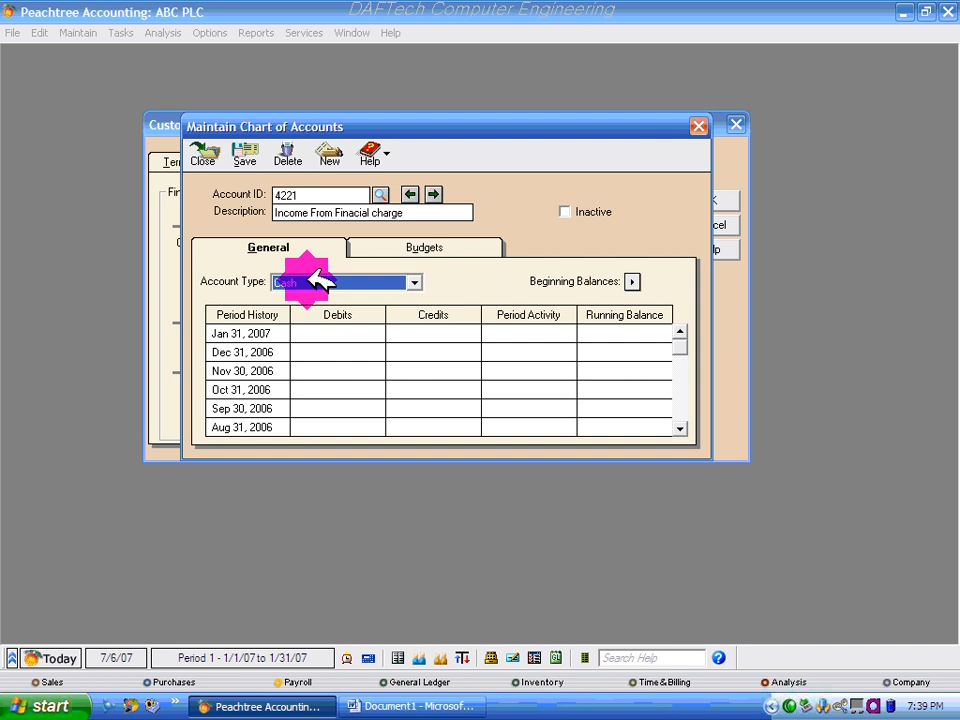 DAFTech Computer Engineering
Peachtree Accounting: ABC PLC
File Edit Maintain Tasks Analysis Options Reports Services Window Help
Custo
Maintain Chart of Accounts
Close Save Delete New Help
Account ID: 4221
Description: Income From Finacial charge
Inactive
General Budgets
Account Type: Cash
Beginning Balances:
Period History Debits Credits Period Activity Running Balance
Jan 31, 2007
Dec 31, 2006
Nov 30, 2006
Oct 31, 2006
Sep 30, 2006
Aug 31, 2006
Today 7/6/07 Period 1 - 1/1/07 to 1/31/07 Search Help
Sales Purchases Payroll General Ledger Inventory Time & Billing Analysis Company
start Peachtree Accountin... Document1 - Microsof... 7:39 PM